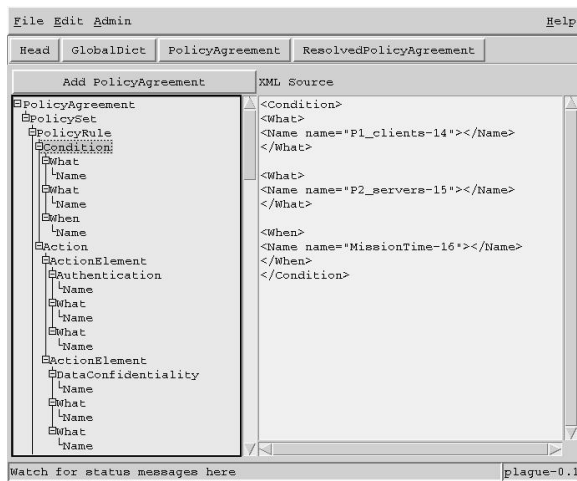 File Edit Admin Help
Head GlobalDict PolicyAgreement ResolvedPolicyAgreement
Add PolicyAgreement
PolicyAgreement
PolicySet
PolicyRule
Condition
What
Name
What
Name
When
Name
Action
ActionElement
Authentication
Name
What
Name
What
Name
ActionElement
DataConfidentiality
Name
What
Name
What
Name
XML Source
<Condition>
<What>
<Name name="P1_clients-14"></Name>
</What>
<What>
<Name name="P2_servers-15"></Name>
</What>
<When>
<Name name="MissionTime-16"></Name>
</When>
</Condition>
Watch for status messages here
plague-0.1